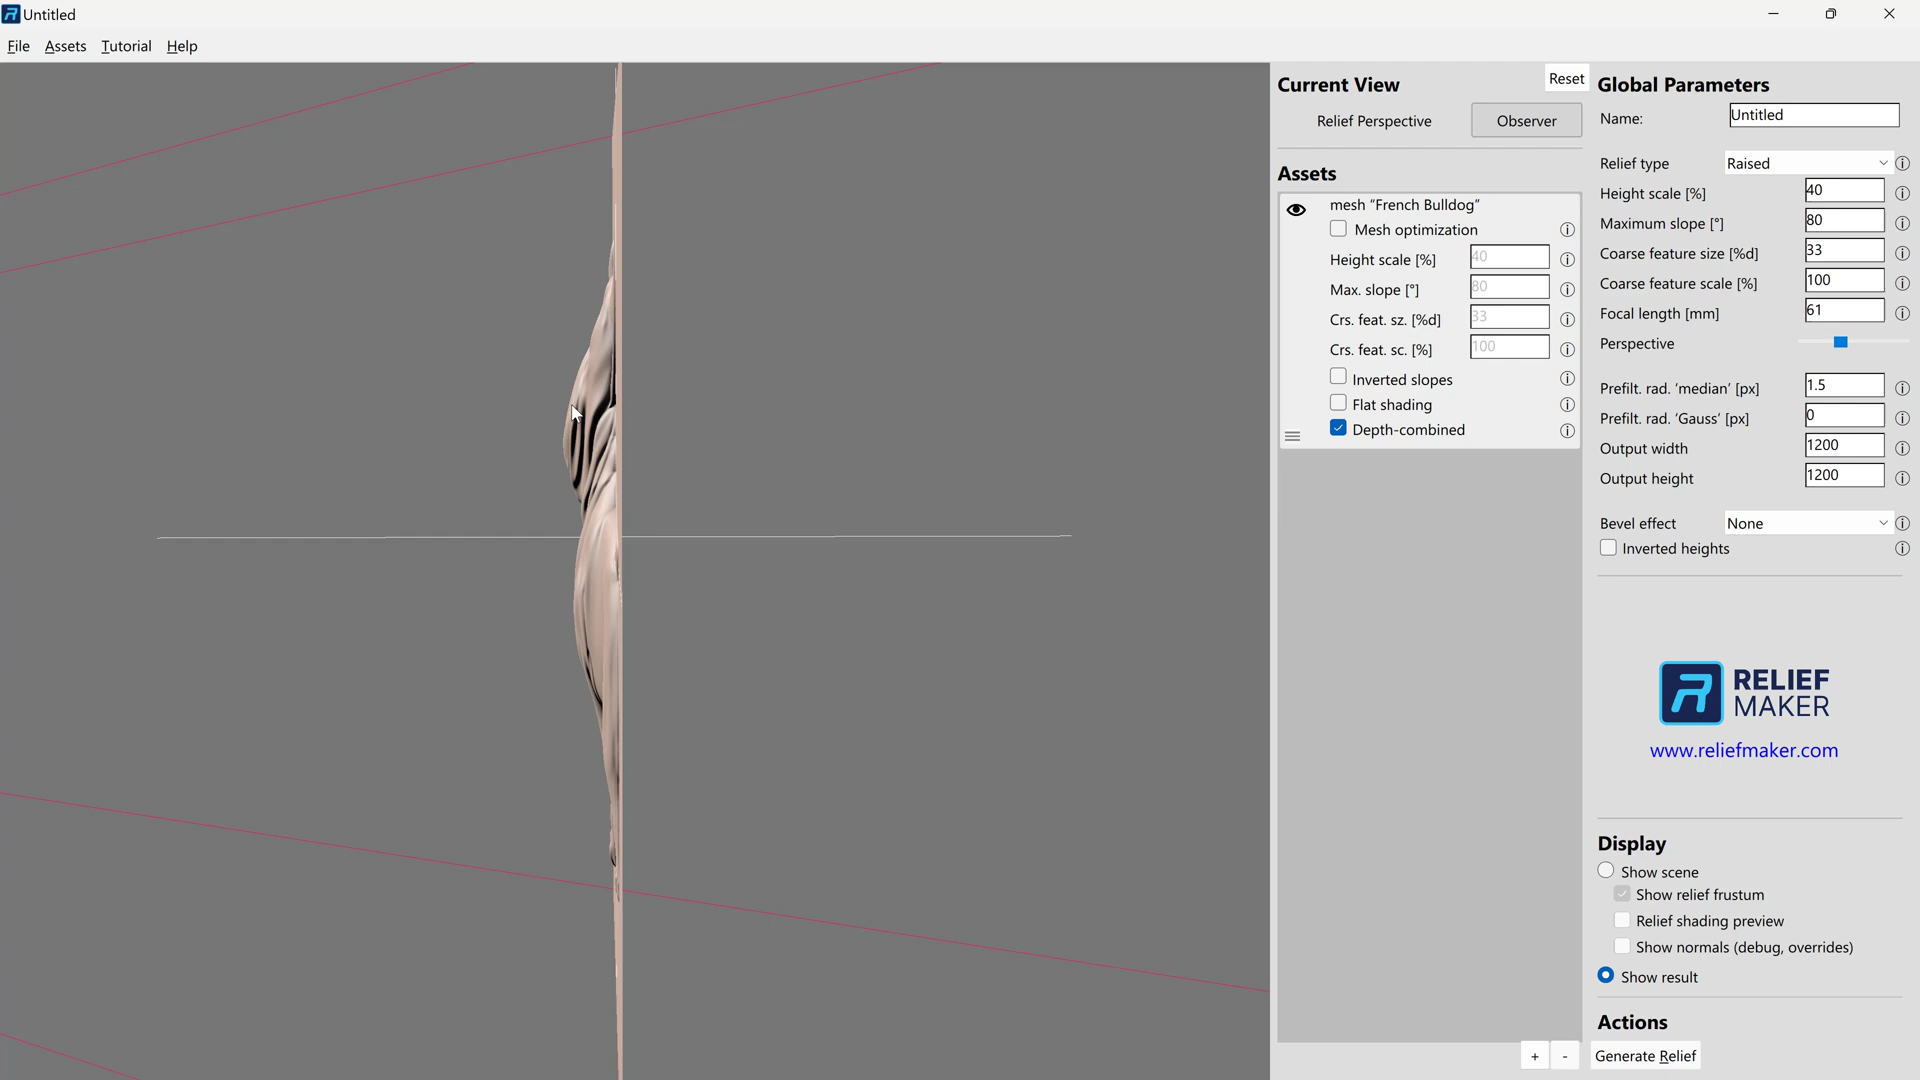 Untitled
File Assets Tutorial Help
Current View
Reset
Relief Perspective
Observer
Assets
mesh "French Bulldog"
Mesh optimization
Height scale [%]
40
Max. slope [°]
80
Crs. feat. sz. [%d]
33
Crs. feat. sc. [%]
100
Inverted slopes
Flat shading
Depth-combined
+
-
Global Parameters
Name:
Untitled
Relief type
Raised
Height scale [%]
40
Maximum slope [°]
80
Coarse feature size [%d]
33
Coarse feature scale [%]
100
Focal length [mm]
61
Perspective
Prefilt. rad. 'median' [px]
1.5
Prefilt. rad. 'Gauss' [px]
0
Output width
1200
Output height
1200
Bevel effect
None
Inverted heights
RELIEF
MAKER
www.reliefmaker.com
Display
Show scene
Show relief frustum
Relief shading preview
Show normals (debug, overrides)
Show result
Actions
Generate Relief